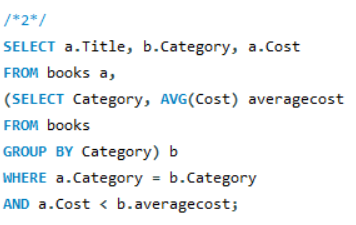 /*2*/
SELECT a.Title, b.Category, a.Cost
FROM books a,
(SELECT Category, AVG(Cost) averagecost
FROM books
GROUP BY Category) b
WHERE a.Category = b.Category
AND a.Cost < b.averagecost;